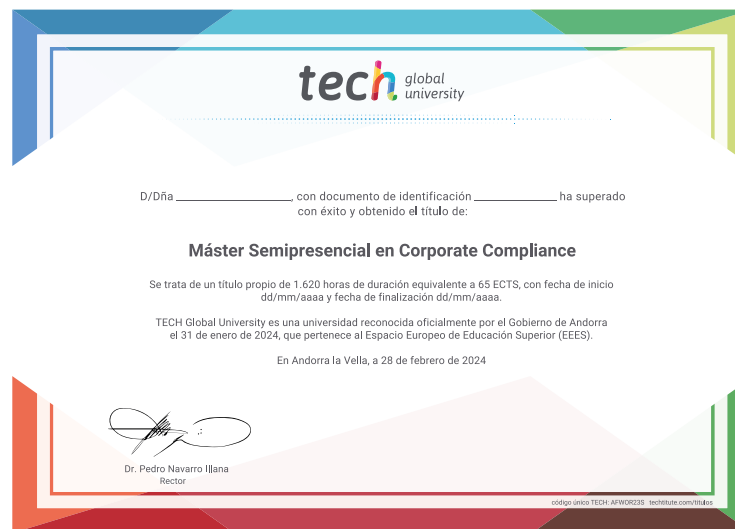 tech global
university
D/Dña ______________, con documento de identificación __________ ha superado
con éxito y obtenido el título de:
Máster Semipresencial en Corporate Compliance
Se trata de un título propio de 1.620 horas de duración equivalente a 65 ECTS, con fecha de inicio
dd/mm/aaaa y fecha de finalización dd/mm/aaaa.
TECH Global University es una universidad reconocida oficialmente por el Gobierno de Andorra
el 31 de enero de 2024, que pertenece al Espacio Europeo de Educación Superior (EEES).
En Andorra la Vella, a 28 de febrero de 2024
Dr. Pedro Navarro Illana
Rector
código único TECH: AFWOR23S techtitute.com/titulos